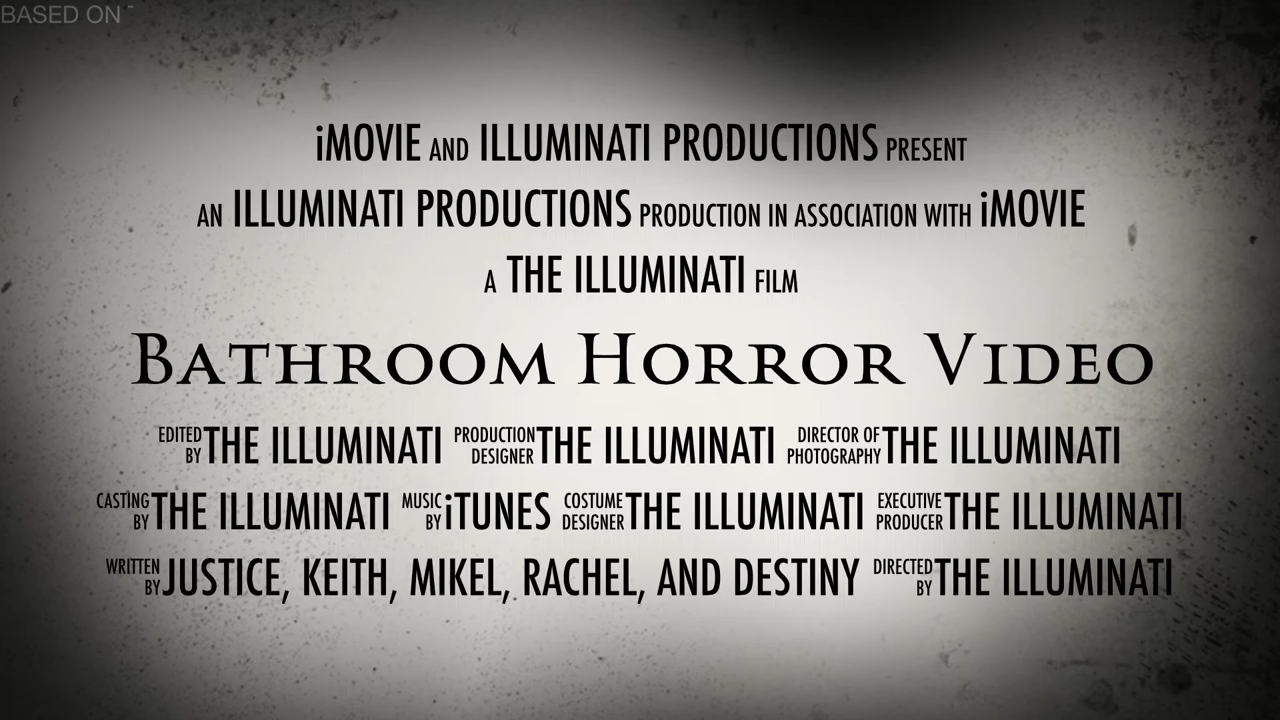 BASED ON
iMOVIE AND ILLUMINATI PRODUCTIONS PRESENT
AN ILLUMINATI PRODUCTIONS PRODUCTION IN ASSOCIATION WITH iMOVIE
A THE ILLUMINATI FILM
BATHROOM HORROR VIDEO
EDITED BY THE ILLUMINATI PRODUCTION DESIGNER THE ILLUMINATI DIRECTOR OF PHOTOGRAPHY THE ILLUMINATI
CASTING BY THE ILLUMINATI MUSIC BY iTUNES COSTUME DESIGNER THE ILLUMINATI EXECUTIVE PRODUCER THE ILLUMINATI
WRITTEN BY JUSTICE, KEITH, MIKEL, RACHEL, AND DESTINY DIRECTED BY THE ILLUMINATI